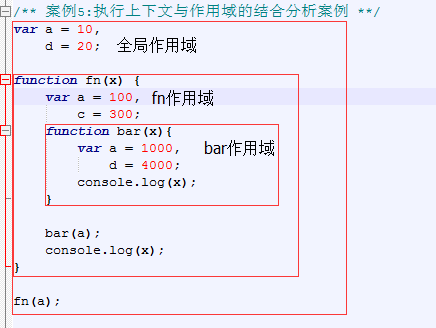 /** 案例5:执行上下文与作用域的结合分析案例 **/
var a = 10,
    d = 20; 全局作用域

function fn(x) {
    var a = 100, fn作用域
        c = 300;
    function bar(x){
        var a = 1000, bar作用域
            d = 4000;
        console.log(x);
    }

    bar(a);
    console.log(x);
}

fn(a);